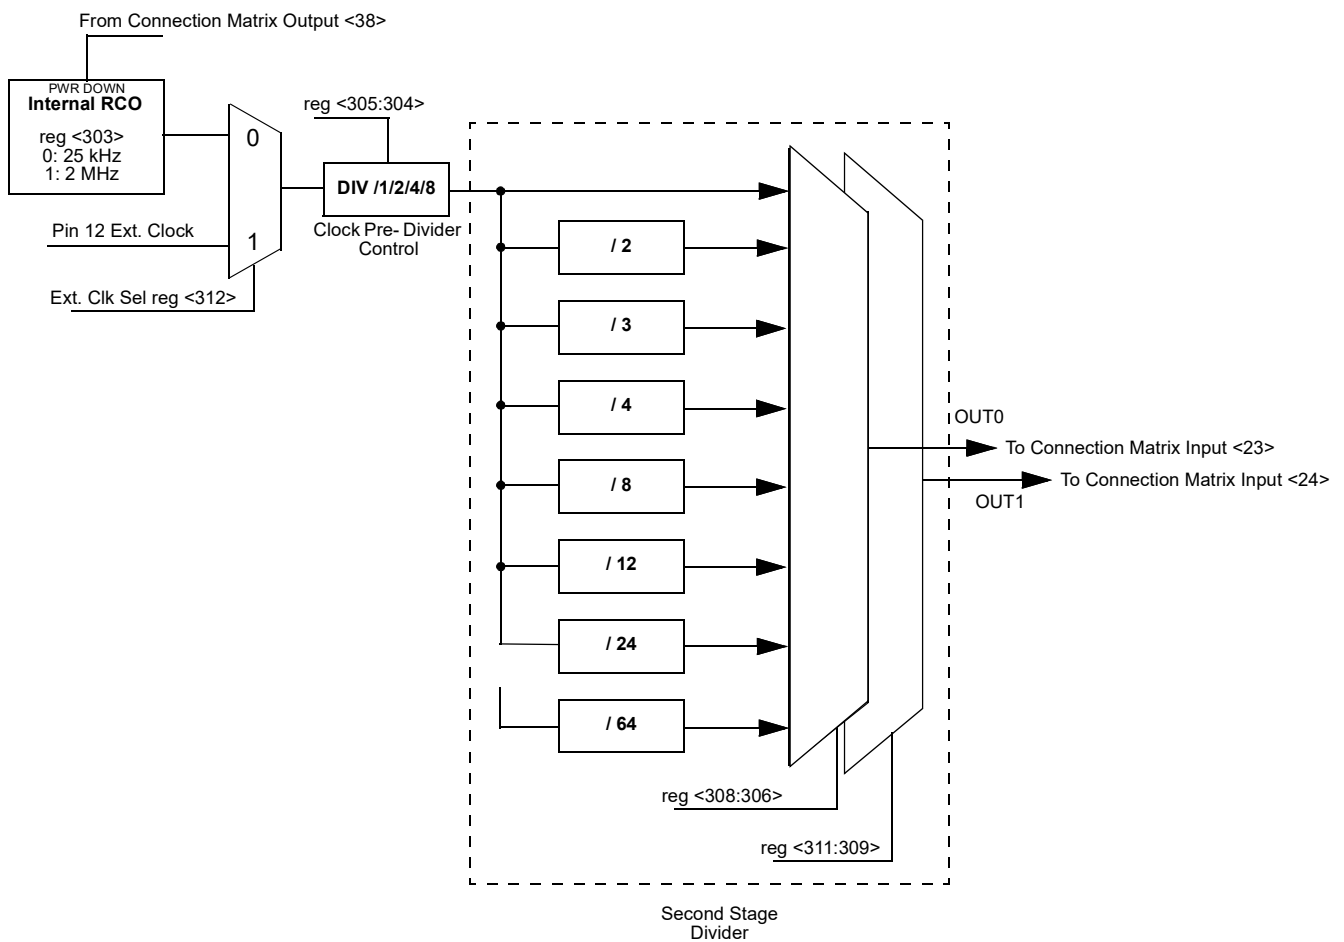 From Connection Matrix Output <38>
PWR DOWN
Internal RCO
reg <303>
0: 25 kHz
1: 2 MHz
0
1
Pin 12 Ext. Clock
Ext. Clk Sel reg <312>
reg <305:304>
DIV /1/2/4/8
Clock Pre- Divider
Control
/ 2
/ 3
/ 4
/ 8
/ 12
/ 24
/ 64
OUT0
To Connection Matrix Input <23>
To Connection Matrix Input <24>
OUT1
reg <308:306>
reg <311:309>
Second Stage
Divider